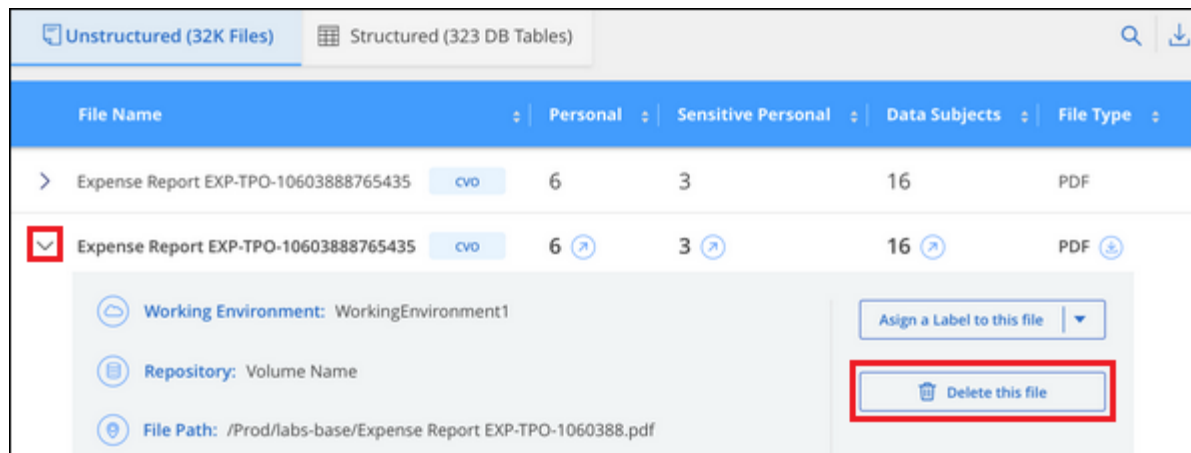 Unstructured (32K Files) Structured (323 DB Tables)
File Name Personal Sensitive Personal Data Subjects File Type
Expense Report EXP-TPO-10603888765435 CVO 6 3 16 PDF
Expense Report EXP-TPO-10603888765435 CVO 6 3 16 PDF
Working Environment: WorkingEnvironment1
Asign a Label to this file
Repository: Volume Name
Delete this file
File Path: /Prod/labs-base/Expense Report EXP-TPO-1060388.pdf